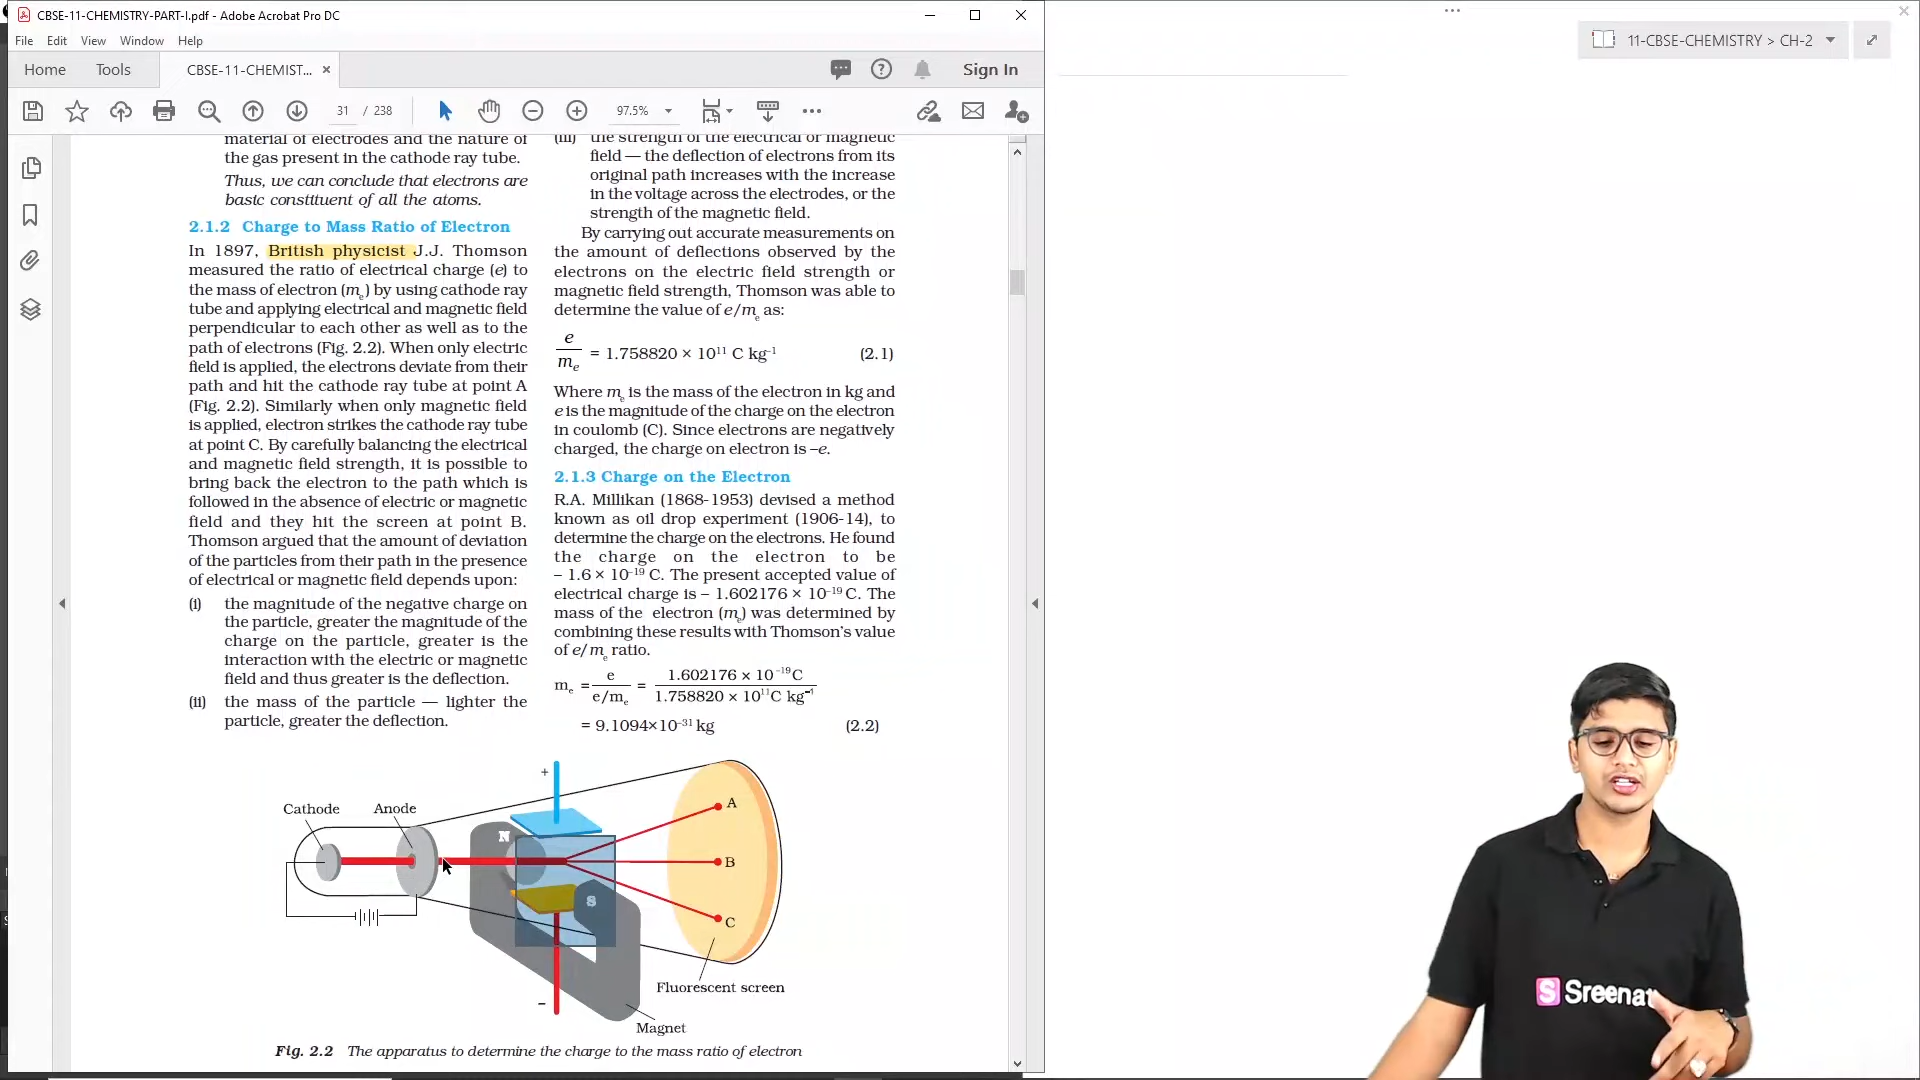 CBSE-11-CHEMISTRY-PART-I.pdf - Adobe Acrobat Pro DC
File Edit View Window Help
Home Tools CBSE-11-CHEMIST... Sign In
31 / 238 97.5%
11-CBSE-CHEMISTRY > CH-2
material of electrodes and the nature of
the gas present in the cathode ray tube.
Thus, we can conclude that electrons are
basic constituent of all the atoms.
2.1.2 Charge to Mass Ratio of Electron
In 1897, British physicist J.J. Thomson
measured the ratio of electrical charge (e) to
the mass of electron (mₑ) by using cathode ray
tube and applying electrical and magnetic field
perpendicular to each other as well as to the
path of electrons (Fig. 2.2). When only electric
field is applied, the electrons deviate from their
path and hit the cathode ray tube at point A
(Fig. 2.2). Similarly when only magnetic field
is applied, electron strikes the cathode ray tube
at point C. By carefully balancing the electrical
and magnetic field strength, it is possible to
bring back the electron to the path which is
followed in the absence of electric or magnetic
field and they hit the screen at point B.
Thomson argued that the amount of deviation
of the particles from their path in the presence
of electrical or magnetic field depends upon:
(i) the magnitude of the negative charge on
the particle, greater the magnitude of the
charge on the particle, greater is the
interaction with the electric or magnetic
field and thus greater is the deflection.
(ii) the mass of the particle — lighter the
particle, greater the deflection.
(iii) the strength of the electrical or magnetic
field — the deflection of electrons from its
original path increases with the increase
in the voltage across the electrodes, or the
strength of the magnetic field.
By carrying out accurate measurements on
the amount of deflections observed by the
electrons on the electric field strength or
magnetic field strength, Thomson was able to
determine the value of e/mₑ as:
e/mₑ = 1.758820 × 10¹¹ C kg⁻¹ (2.1)
Where mₑ is the mass of the electron in kg and
e is the magnitude of the charge on the electron
in coulomb (C). Since electrons are negatively
charged, the charge on electron is –e.
2.1.3 Charge on the Electron
R.A. Millikan (1868-1953) devised a method
known as oil drop experiment (1906-14), to
determine the charge on the electrons. He found
the charge on the electron to be
– 1.6 × 10⁻¹⁹ C. The present accepted value of
electrical charge is – 1.602176 × 10⁻¹⁹ C. The
mass of the electron (mₑ) was determined by
combining these results with Thomson's value
of e/mₑ ratio.
mₑ = e / e/mₑ = 1.602176 × 10⁻¹⁹C / 1.758820 × 10¹¹C kg⁻¹
= 9.1094×10⁻³¹ kg (2.2)
+
Cathode Anode
N
A
B
S
C
Fluorescent screen
–
Magnet
Fig. 2.2 The apparatus to determine the charge to the mass ratio of electron
S Sreenat